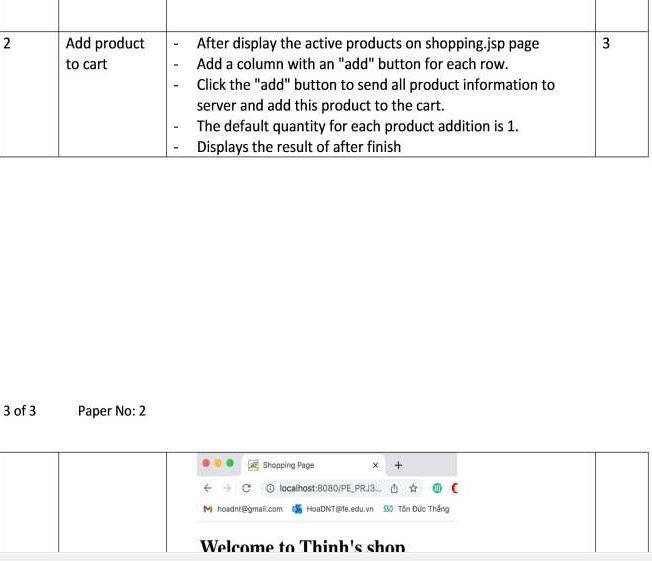 2 Add product - After display the active products on shopping.jsp page 3
to cart - Add a column with an "add" button for each row.
- Click the "add" button to send all product information to
server and add this product to the cart.
- The default quantity for each product addition is 1.
- Displays the result of after finish
3 of 3 Paper No: 2
Shopping Page × +
localhost:8080/PE_PRJ3...
hoadnt@gmail.com HoaDNT@fe.edu.vn SSO Tôn Đức Thắng
Welcome to Thinh's shop